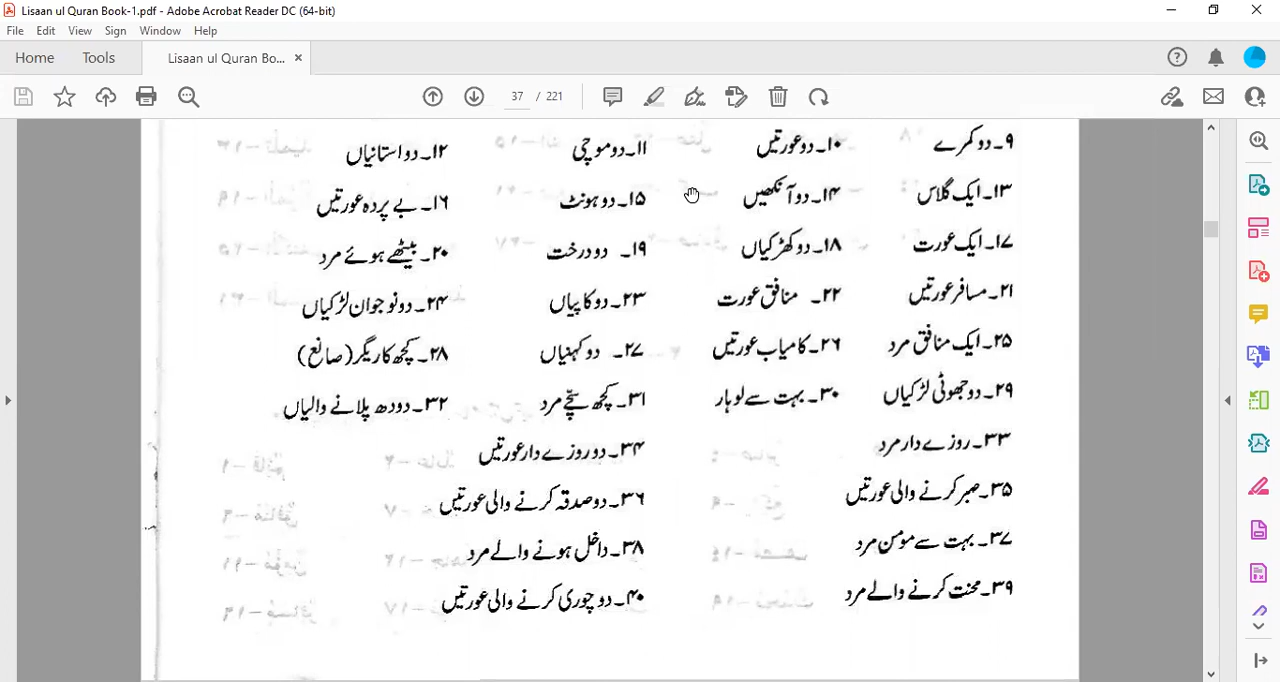 Lisaan ul Quran Book-1.pdf - Adobe Acrobat Reader DC (64-bit)
File Edit View Sign Window Help
Home Tools Lisaan ul Quran Bo... ×
37 / 221
۹۔ دو کمرے ۱۰۔ دو عورتیں ۱۱۔ دو موچی ۱۲۔ دو استانیاں
۱۳۔ ایک گلاس ۱۴۔ دو آنکھیں ۱۵۔ دو ہونٹ ۱۶۔ بے پردہ عورتیں
۱۷۔ ایک عورت ۱۸۔ دو کھڑکیاں ۱۹۔ دو درخت ۲۰۔ بیٹھے ہوئے مرد
۲۱۔ مسافر عورتیں ۲۲۔ منافق عورت ۲۳۔ دو کاپیاں ۲۴۔ دو نوجوان لڑکیاں
۲۵۔ ایک منافق مرد ۲۶۔ کامیاب عورتیں ۲۷۔ دو کہنیاں ۲۸۔ کچھ کاریگر (صانع)
۲۹۔ دو جھوٹی لڑکیاں ۳۰۔ بہت سے لوہار ۳۱۔ کچھ سچّے مرد ۳۲۔ دودھ پلانے والیاں
۳۳۔ روزے دار مرد ۳۴۔ دو روزے دار عورتیں
۳۵۔ صبر کرنے والی عورتیں ۳۶۔ دو صدقہ کرنے والی عورتیں
۳۷۔ بہت سے مومن مرد ۳۸۔ داخل ہونے والے مرد
۳۹۔ محنت کرنے والے مرد ۴۰۔ دو چوری کرنے والی عورتیں